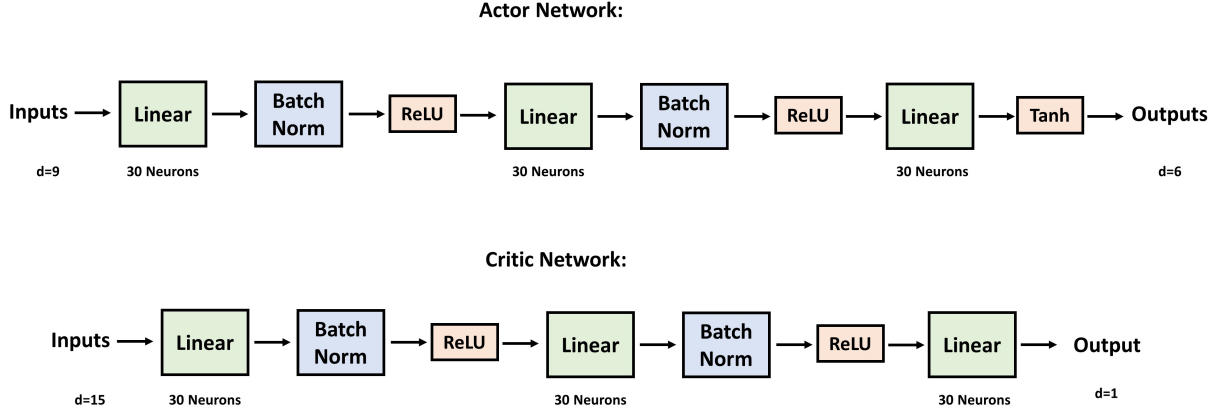 Actor Network:
Inputs
Linear
Batch
Norm
ReLU
Linear
Batch
Norm
ReLU
Linear
Tanh
Outputs
d=9
30 Neurons
30 Neurons
30 Neurons
d=6
Critic Network:
Inputs
Linear
Batch
Norm
ReLU
Linear
Batch
Norm
ReLU
Linear
Output
d=15
30 Neurons
30 Neurons
30 Neurons
d=1